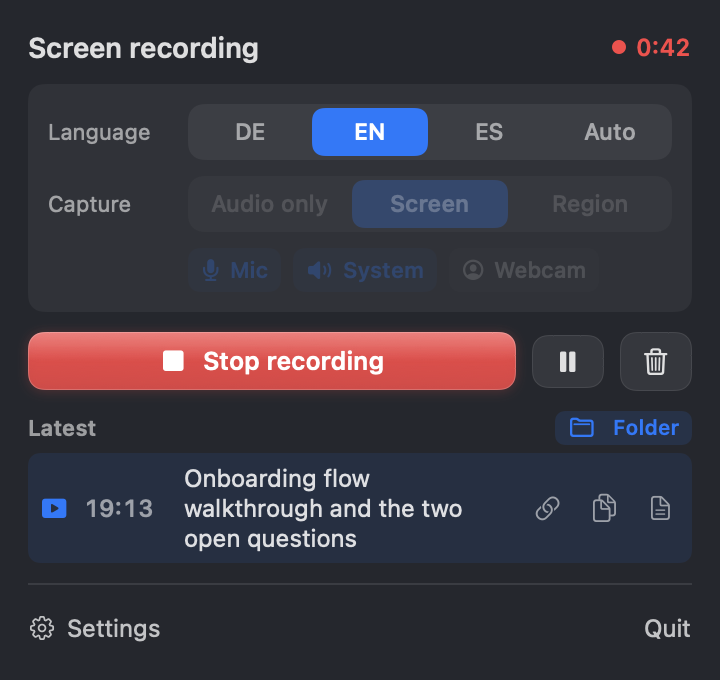 Screen recording
0:42
Language DE EN ES Auto
Capture Audio only Screen Region
Mic System Webcam
Stop recording
Latest Folder
19:13
Onboarding flow
walkthrough and the two
open questions
Settings Quit